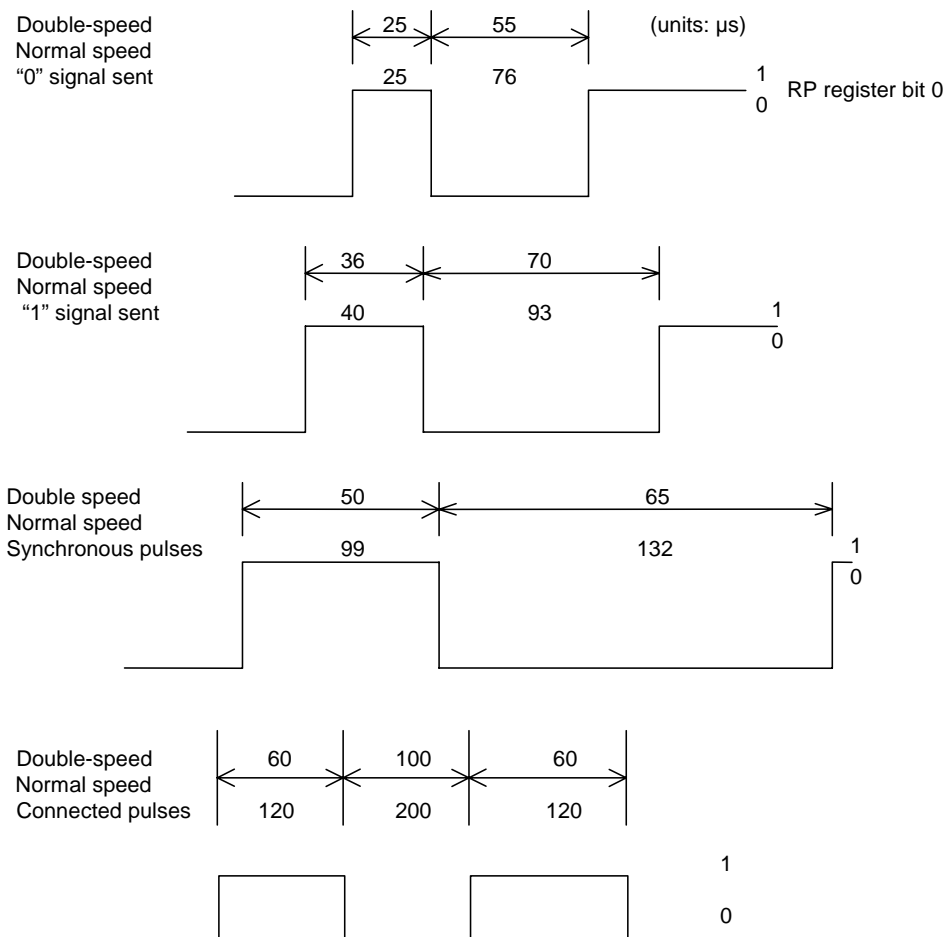 Double-speed 25 55 (units: µs)
Normal speed
“0” signal sent 25 76 1
0 RP register bit 0
Double-speed 36 70
Normal speed
“1” signal sent 40 93 1
0
Double speed 50 65
Normal speed
Synchronous pulses 99 132 1
0
Double-speed 60 100 60
Normal speed
Connected pulses 120 200 120
1
0